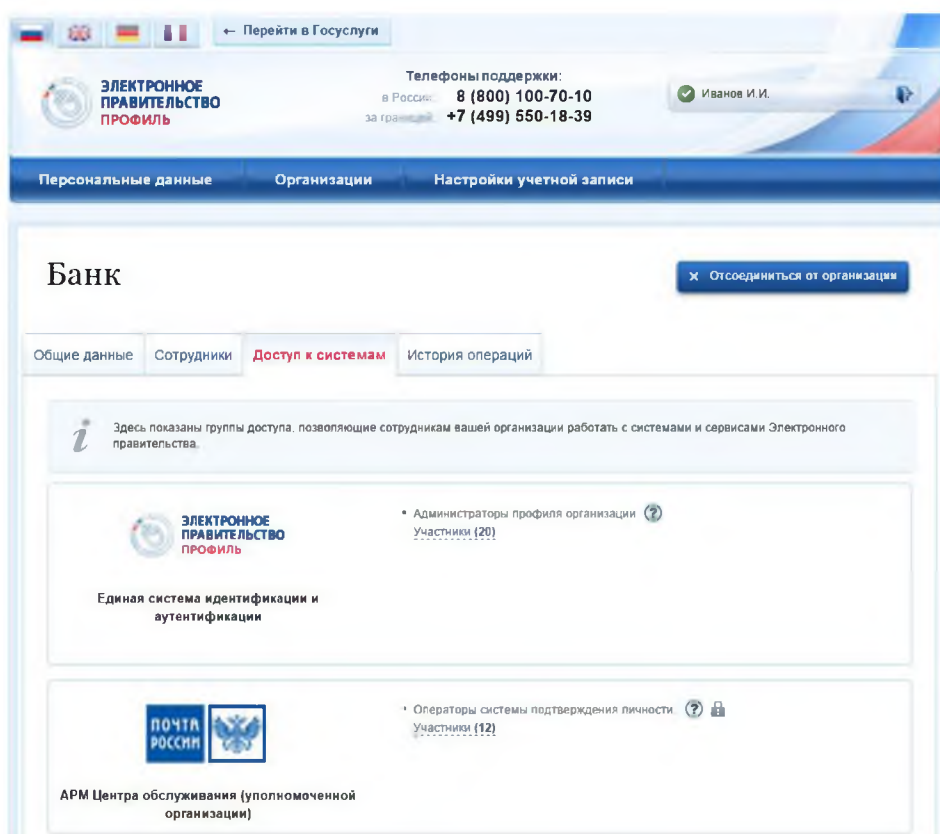 ← Перейти в Госуслуги
ЭЛЕКТРОННОЕ
ПРАВИТЕЛЬСТВО
ПРОФИЛЬ
Телефоны поддержки:
в России: 8 (800) 100-70-10
за границей: +7 (499) 550-18-39
Иванов И.И.
Персональные данные Организации Настройки учетной записи
Банк
x Отсоединиться от организации
Общие данные Сотрудники Доступ к системам История операций
Здесь показаны группы доступа, позволяющие сотрудникам вашей организации работать с системами и сервисами Электронного
правительства.
ЭЛЕКТРОННОЕ
ПРАВИТЕЛЬСТВО
ПРОФИЛЬ
Единая система идентификации и
аутентификации
• Администраторы профиля организации ?
Участники (20)
ПОЧТА
РОССИИ
АРМ Центра обслуживания (уполномоченной
организации)
• Операторы системы подтверждения личности ?
Участники (12)